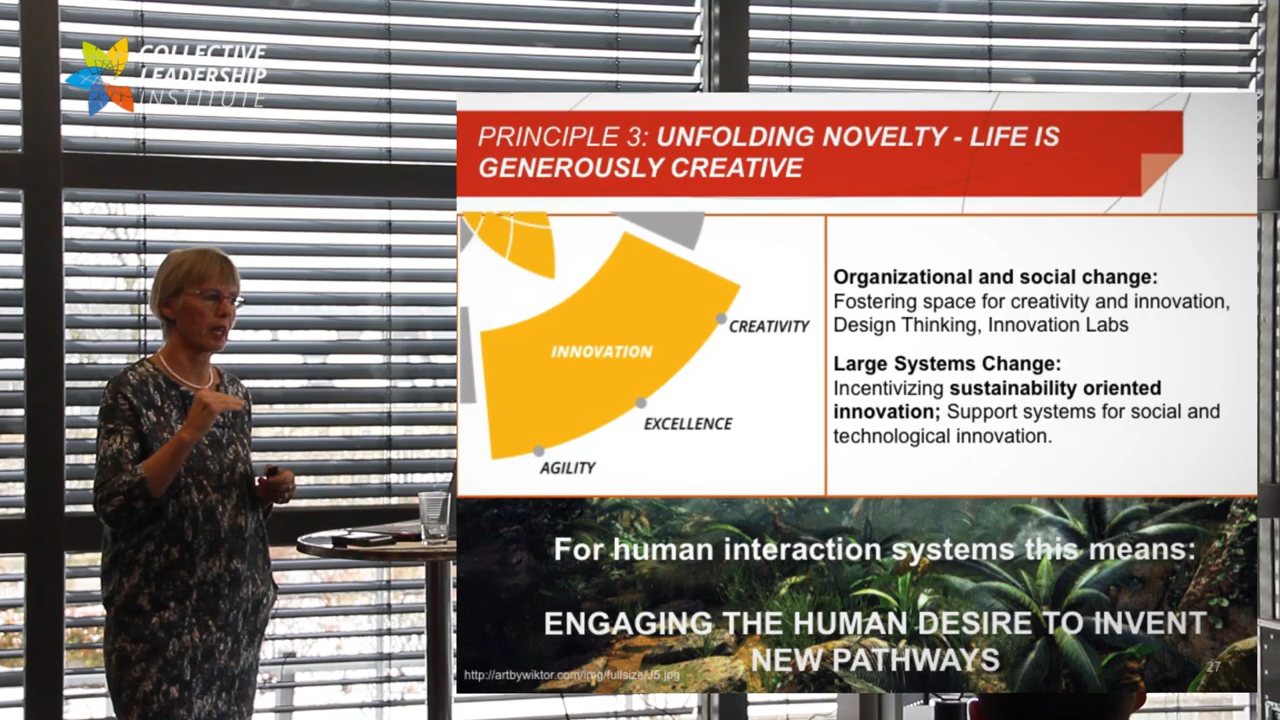 COLLECTIVE
LEADERSHIP
INSTITUTE
PRINCIPLE 3: UNFOLDING NOVELTY - LIFE IS
GENEROUSLY CREATIVE
INNOVATION
CREATIVITY
EXCELLENCE
AGILITY
Organizational and social change:
Fostering space for creativity and innovation,
Design Thinking, Innovation Labs
Large Systems Change:
Incentivizing sustainability oriented
innovation; Support systems for social and
technological innovation.
For human interaction systems this means:
ENGAGING THE HUMAN DESIRE TO INVENT
NEW PATHWAYS
http://artbywiktor.com/img/fullsize/J5.jpg
27